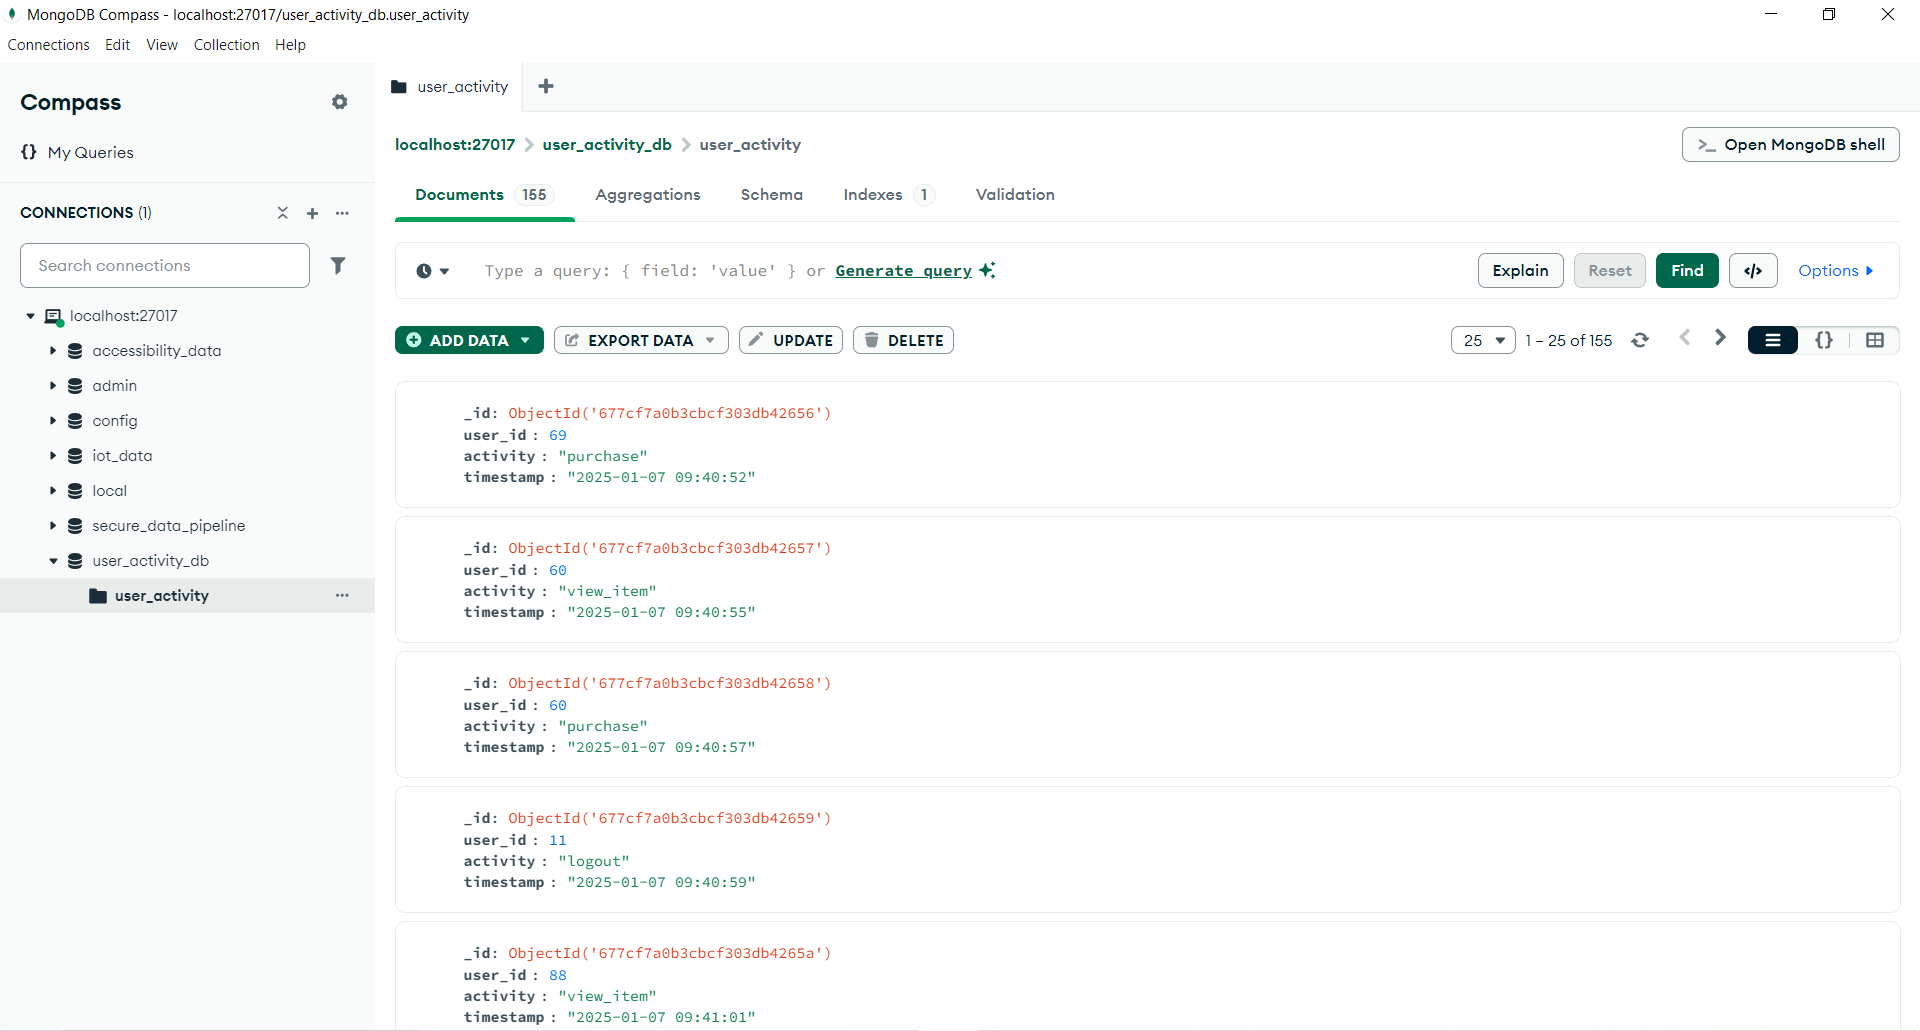 MongoDB Compass - localhost:27017/user_activity_db.user_activity
Connections Edit View Collection Help
Compass
{} My Queries
CONNECTIONS (1)
Search connections
localhost:27017
accessibility_data
admin
config
iot_data
local
secure_data_pipeline
user_activity_db
user_activity
user_activity
localhost:27017 > user_activity_db > user_activity
>_ Open MongoDB shell
Documents 155 Aggregations Schema Indexes 1 Validation
Type a query: { field: 'value' } or Generate query
Explain Reset Find </> Options
ADD DATA EXPORT DATA UPDATE DELETE
25 1 – 25 of 155 {}
_id: ObjectId('677cf7a0b3cbcf303db42656')
user_id : 69
activity : "purchase"
timestamp : "2025-01-07 09:40:52"
_id: ObjectId('677cf7a0b3cbcf303db42657')
user_id : 60
activity : "view_item"
timestamp : "2025-01-07 09:40:55"
_id: ObjectId('677cf7a0b3cbcf303db42658')
user_id : 60
activity : "purchase"
timestamp : "2025-01-07 09:40:57"
_id: ObjectId('677cf7a0b3cbcf303db42659')
user_id : 11
activity : "logout"
timestamp : "2025-01-07 09:40:59"
_id: ObjectId('677cf7a0b3cbcf303db4265a')
user_id : 88
activity : "view_item"
timestamp : "2025-01-07 09:41:01"